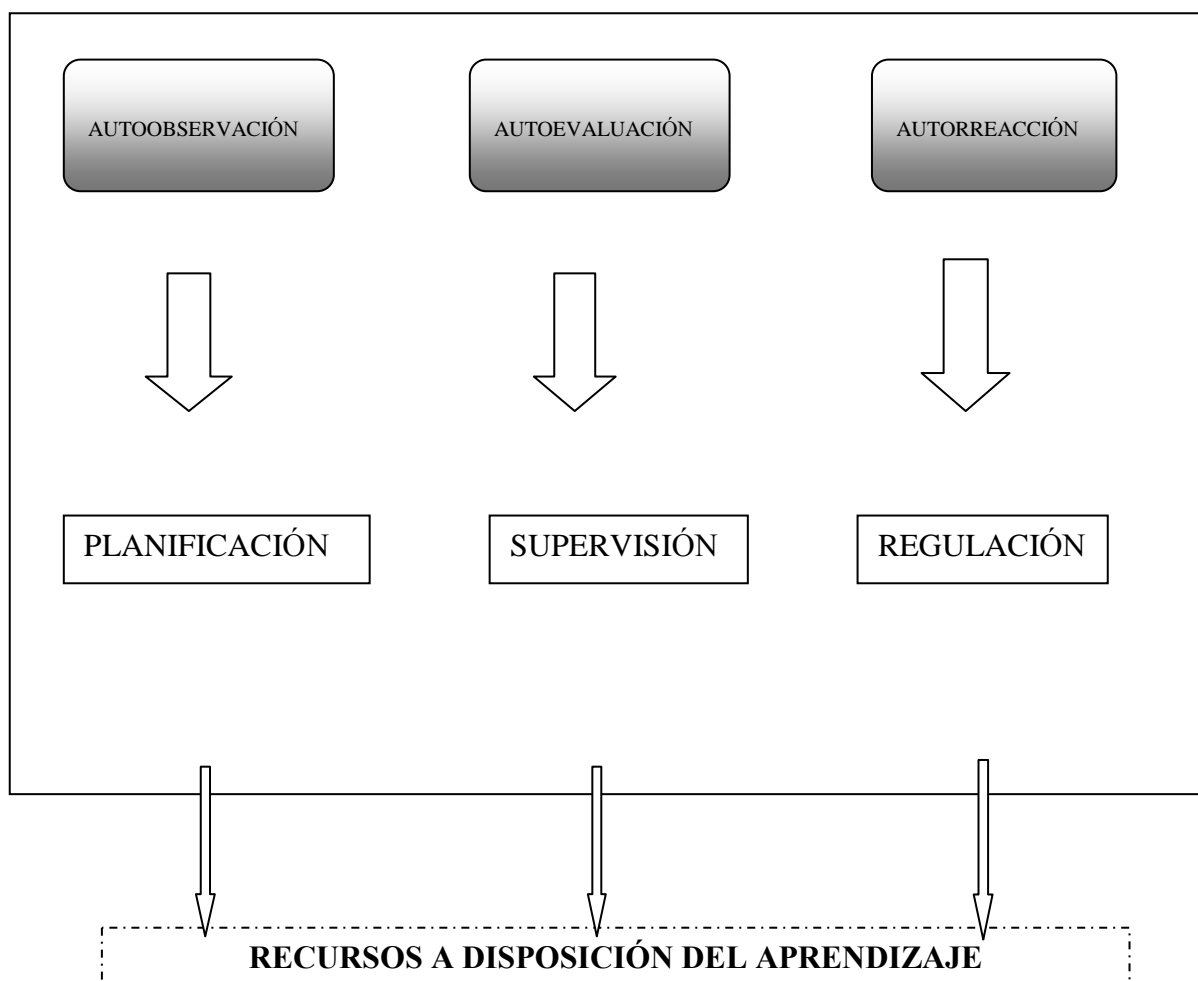 AUTOOBSERVACIÓN
AUTOEVALUACIÓN
AUTORREACCIÓN
PLANIFICACIÓN
SUPERVISIÓN
REGULACIÓN
RECURSOS A DISPOSICIÓN DEL APRENDIZAJE